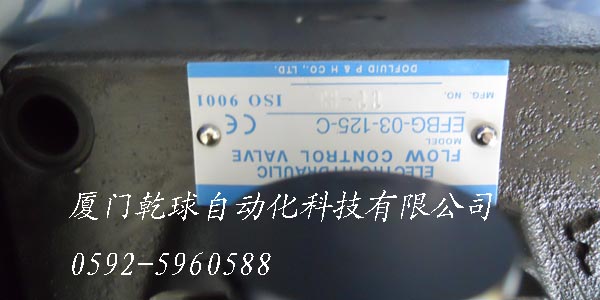 ELECTRO-HYDRAULIC
FLOW CONTROL VALVE
MODEL
EFBG-03-125-C
CE
MFG. NO.
ISO 9001
DOFLUID P & H CO., LTD.
厦门乾球自动化科技有限公司
0592-5960588